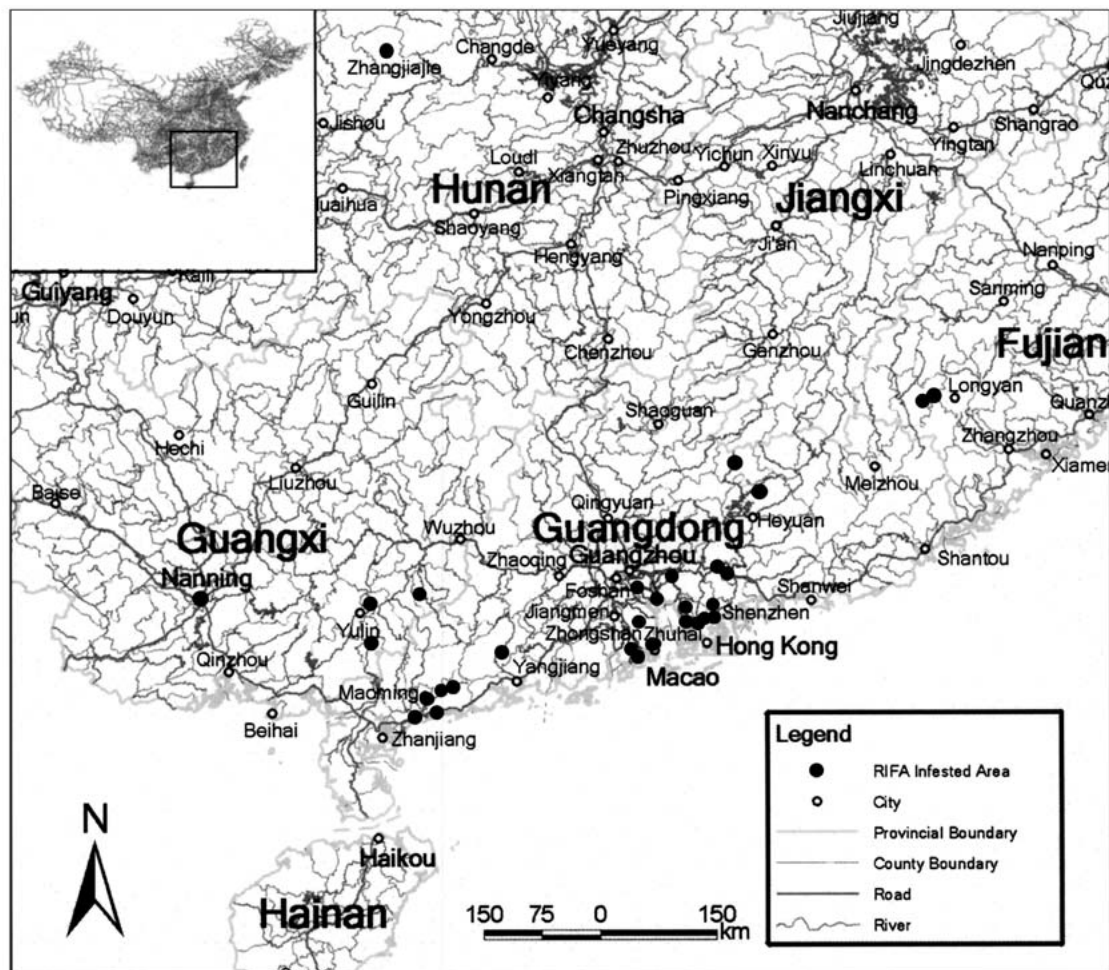 Jiujiang
Yueyang
Changde
Zhangjiajie
Jingdezhen
Yiyang
Nanchang
Changsha
Shangrao
Jishou
Yingtan
Zhuzhou
Loudi
Yichun
Xinyu
Linchuan
Xiangtan
Hunan
Pingxiang
Jiangxi
Shaoyang
Ji'an
Hengyang
Nanping
Guiyang
Sanming
Douyun
Yongzhou
Chenzhou
Genzhou
Fujian
Longyan
Guilin
Shaoguan
Hechi
Zhangzhou
Liuzhou
Meizhou
Qingyuan
Wuzhou
Guangdong
Heyuan
Guangxi
Guangzhou
Zhaoqing
Shantou
Nanning
Foshan
Shanwei
Jiangmen
Shenzhen
Yulin
Zhongshan
Zhuhai
Hong Kong
Qinzhou
Yangjiang
Macao
Maoming
Beihai
Zhanjiang
Haikou
Hainan
N
150 75 0 150
km
Legend
RIFA Infested Area
City
Provincial Boundary
County Boundary
Road
River